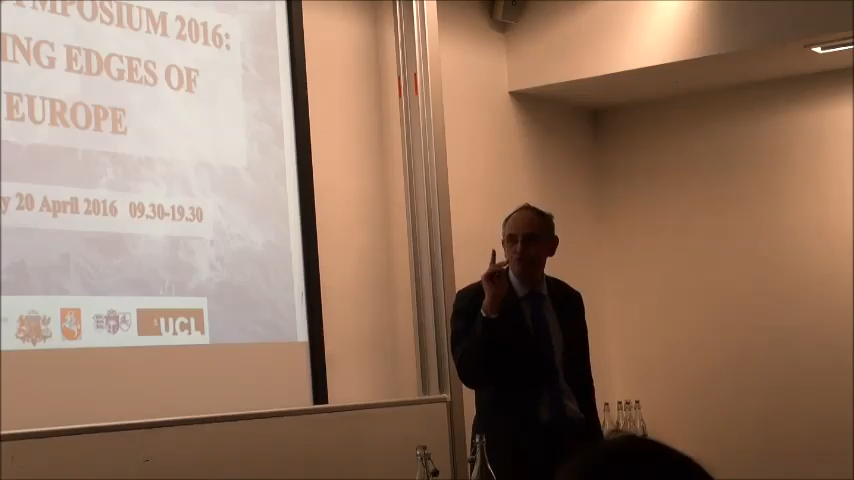 MPOSIUM 2016:
ING EDGES OF
EUROPE
y 20 April 2016 09.30-19.30
UCL